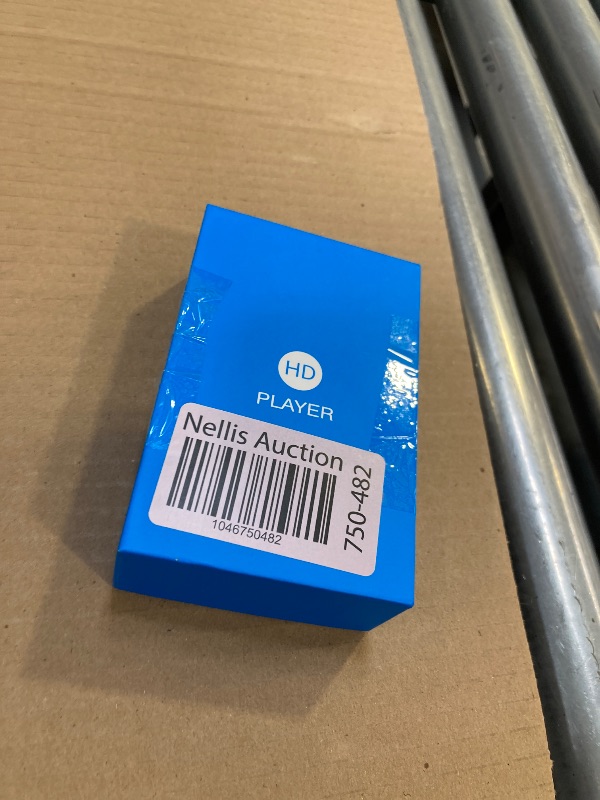 HD
PLAYER
Nellis Auction
1046750482
750-482